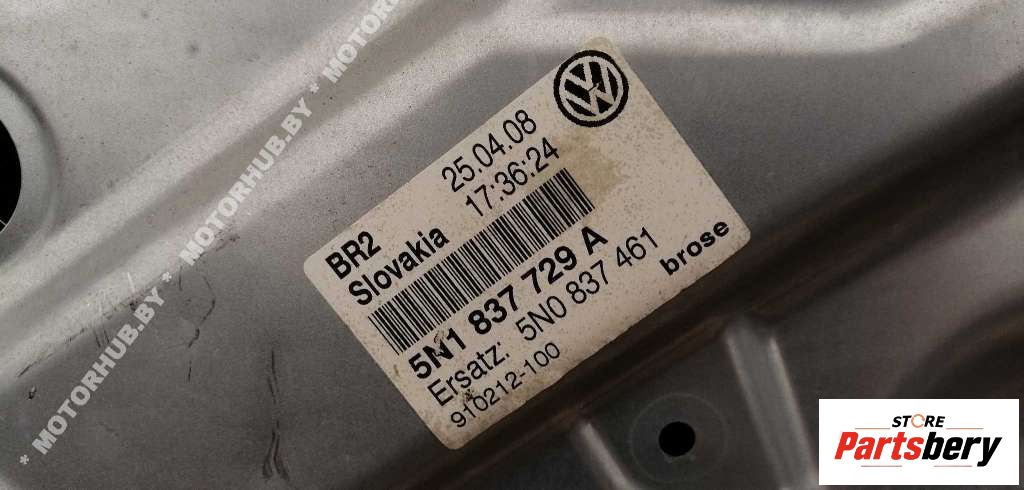 * MOTORHUB.BY * MOTORHUB.BY * MOTOR
VW
25.04.08
17:36:24
BR2
Slovakia
5N1 837 729 A
Ersatz: 5N0 837 461
910212-100
brose
STORE
Partsbery